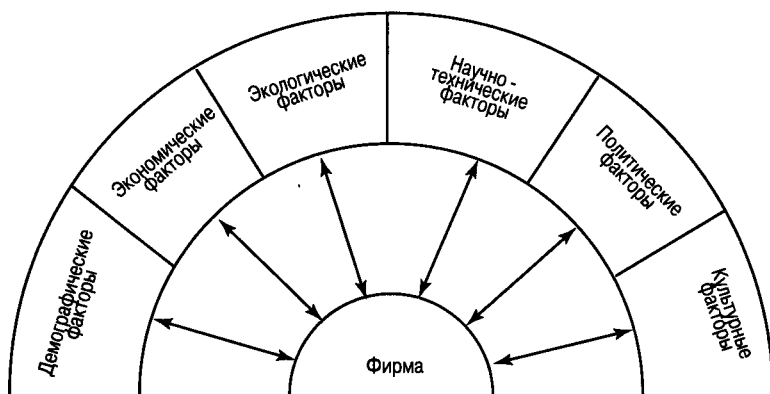 Демографические
факторы
Экономические
факторы
Экологические
факторы
Научно -
технические
факторы
Политические
факторы
Культурные
факторы
Фирма